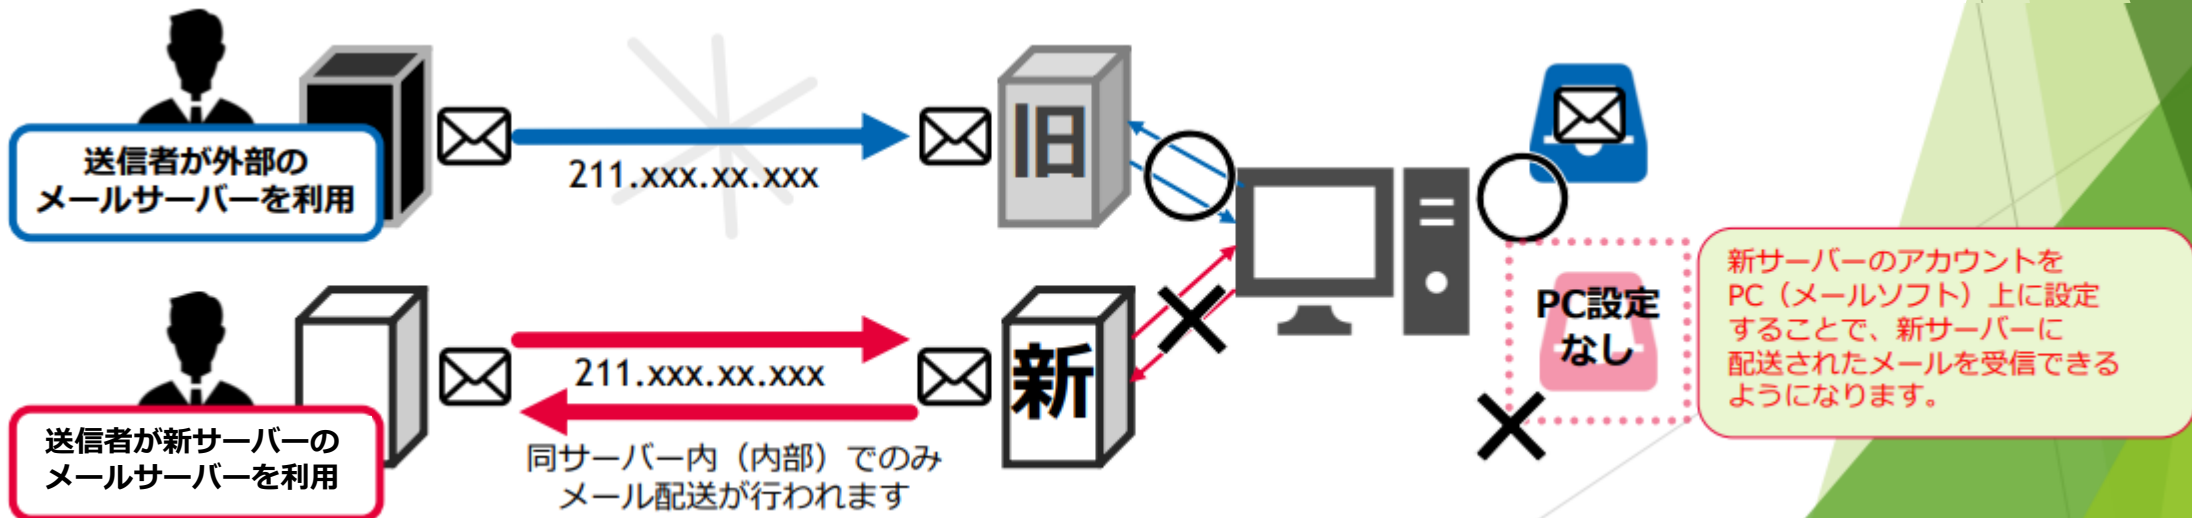 送信者が外部の
メールサーバーを利用
211.xxx.xx.xxx
旧
送信者が新サーバーの
メールサーバーを利用
211.xxx.xx.xxx
同サーバー内（内部）でのみ
メール配送が行われます
新
PC設定
なし
新サーバーのアカウントを
PC（メールソフト）上に設定
することで、新サーバーに
配送されたメールを受信できる
ようになります。